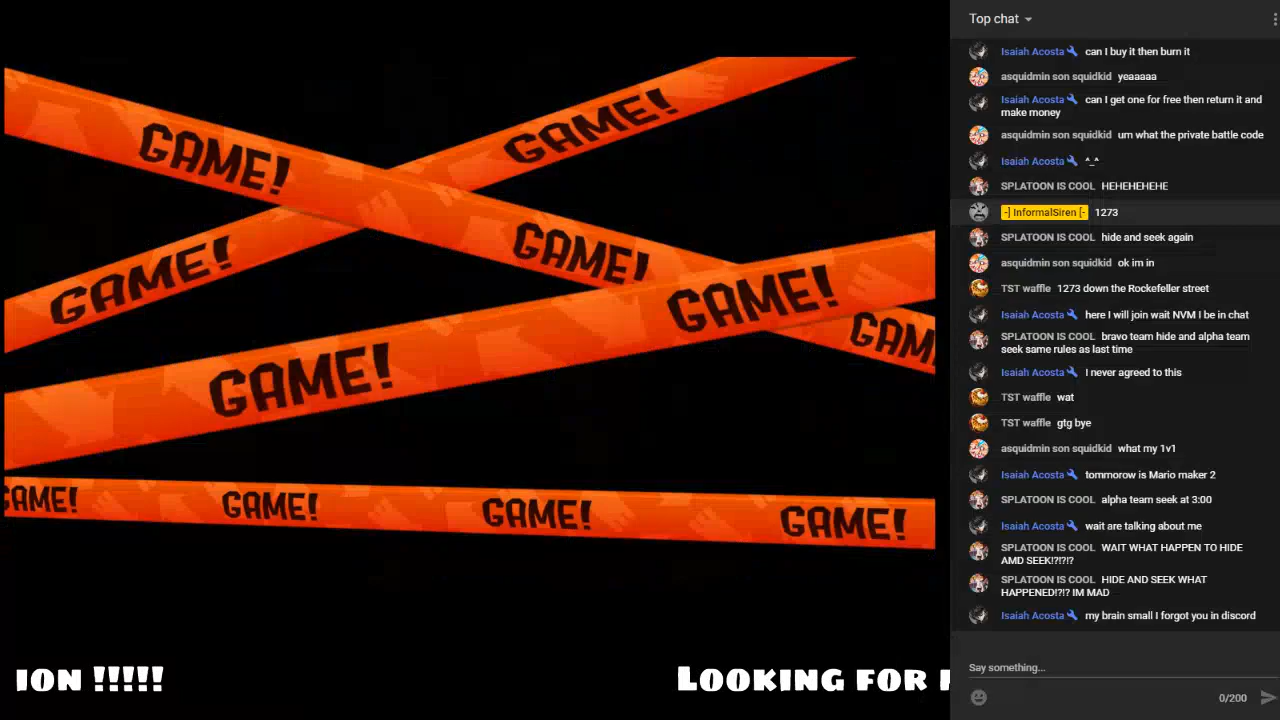 GAME!
GAME!
GAME!
GAME!
GAME!
GAME!
GAM
GAME!
GAME!
GAME!
GAME!
ION !!!!!
LOOKING FOR
Top chat
Isaiah Acosta can I buy it then burn it
asquidmin son squidkid yeaaaaa
Isaiah Acosta can I get one for free then return it and
make money
asquidmin son squidkid um what the private battle code
Isaiah Acosta ^_^
SPLATOON IS COOL HEHEHEHEHE
-] InformalSiren [- 1273
SPLATOON IS COOL hide and seek again
asquidmin son squidkid ok im in
TST waffle 1273 down the Rockefeller street
Isaiah Acosta here I will join wait NVM I be in chat
SPLATOON IS COOL bravo team hide and alpha team
seek same rules as last time
Isaiah Acosta I never agreed to this
TST waffle wat
TST waffle gtg bye
asquidmin son squidkid what my 1v1
Isaiah Acosta tommorow is Mario maker 2
SPLATOON IS COOL alpha team seek at 3:00
Isaiah Acosta wait are talking about me
SPLATOON IS COOL WAIT WHAT HAPPEN TO HIDE
AMD SEEK!?!?!?
SPLATOON IS COOL HIDE AND SEEK WHAT
HAPPENED!?!? IM MAD
Isaiah Acosta my brain small I forgot you in discord
Say something...
0/200